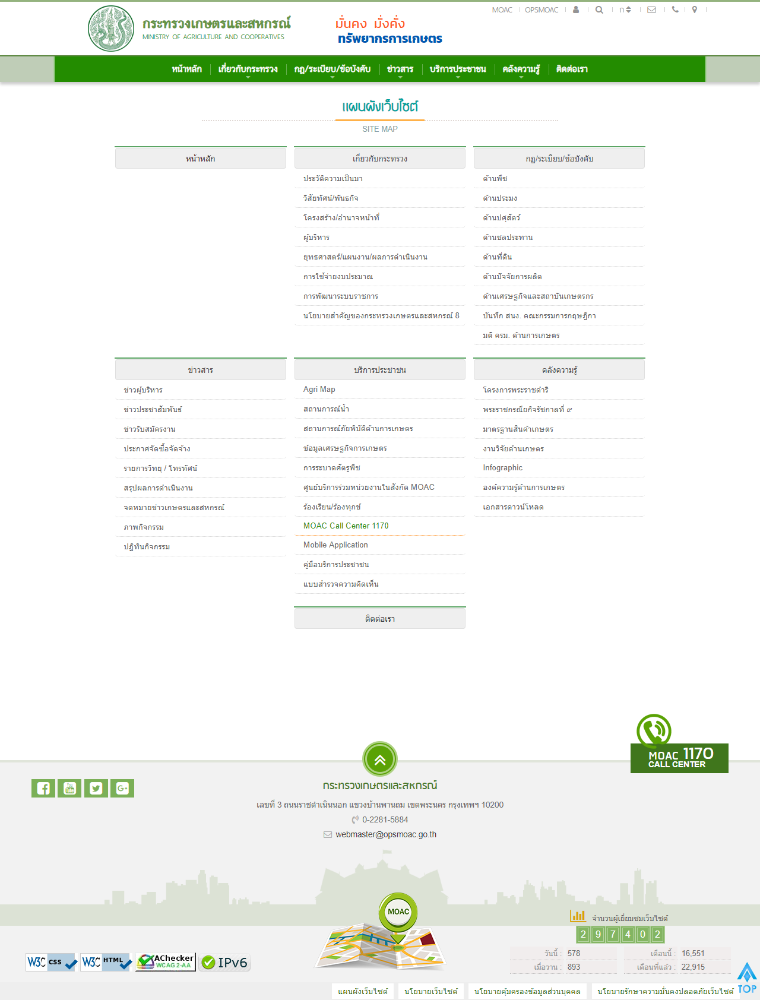 MOAC OPSMOAC ก
กระทรวงเกษตรและสหกรณ์
MINISTRY OF AGRICULTURE AND COOPERATIVES
มั่นคง มั่งคั่ง
ทรัพยากรการเกษตร
หน้าหลัก เกี่ยวกับกระทรวง กฎ/ระเบียบ/ข้อบังคับ ข่าวสาร บริการประชาชน คลังความรู้ ติดต่อเรา
แผนผังเว็บไซต์
SITE MAP
หน้าหลัก
เกี่ยวกับกระทรวง
ประวัติความเป็นมา
วิสัยทัศน์/พันธกิจ
โครงสร้าง/อำนาจหน้าที่
ผู้บริหาร
ยุทธศาสตร์/แผนงาน/ผลการดำเนินงาน
การใช้จ่ายงบประมาณ
การพัฒนาระบบราชการ
นโยบายสำคัญของกระทรวงเกษตรและสหกรณ์ 8
กฎ/ระเบียบ/ข้อบังคับ
ด้านพืช
ด้านประมง
ด้านปศุสัตว์
ด้านชลประทาน
ด้านที่ดิน
ด้านปัจจัยการผลิต
ด้านเศรษฐกิจและสถาบันเกษตรกร
บันทึก สนง. คณะกรรมการกฤษฎีกา
มติ ครม. ด้านการเกษตร
ข่าวสาร
ข่าวผู้บริหาร
ข่าวประชาสัมพันธ์
ข่าวรับสมัครงาน
ประกาศจัดซื้อจัดจ้าง
รายการวิทยุ / โทรทัศน์
สรุปผลการดำเนินงาน
จดหมายข่าวเกษตรและสหกรณ์
ภาพกิจกรรม
ปฏิทินกิจกรรม
บริการประชาชน
Agri Map
สถานการณ์น้ำ
สถานการณ์ภัยพิบัติด้านการเกษตร
ข้อมูลเศรษฐกิจการเกษตร
การระบาดศัตรูพืช
ศูนย์บริการร่วมหน่วยงานในสังกัด MOAC
ร้องเรียน/ร้องทุกข์
MOAC Call Center 1170
Mobile Application
คู่มือบริการประชาชน
แบบสำรวจความคิดเห็น
คลังความรู้
โครงการพระราชดำริ
พระราชกรณียกิจรัชกาลที่ ๙
มาตรฐานสินค้าเกษตร
งานวิจัยด้านเกษตร
Infographic
องค์ความรู้ด้านการเกษตร
เอกสารดาวน์โหลด
ติดต่อเรา
MOAC 1170
CALL CENTER
You Tube G+
กระทรวงเกษตรและสหกรณ์
เลขที่ 3 ถนนราชดำเนินนอก แขวงบ้านพานถม เขตพระนคร กรุงเทพฯ 10200
0-2281-5884
webmaster@opsmoac.go.th
MOAC
จำนวนผู้เยี่ยมชมเว็บไซต์
2 9 7 4 0 2
วันนี้ : 578 เดือนนี้ : 16,551
เมื่อวาน : 893 เดือนที่แล้ว : 22,915
W3C CSS W3C HTML AChecker WCAG 2-AA IPv6
TOP
แผนผังเว็บไซต์ นโยบายเว็บไซต์ นโยบายคุ้มครองข้อมูลส่วนบุคคล นโยบายรักษาความมั่นคงปลอดภัยเว็บไซต์